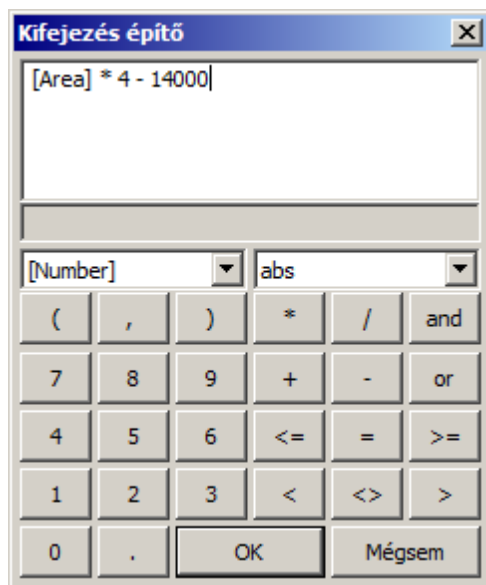 Kifejezés építő
[Area] * 4 - 14000
[Number] abs
( , ) * / and
7 8 9 + - or
4 5 6 <= = >=
1 2 3 < <> >
0 . OK Mégsem